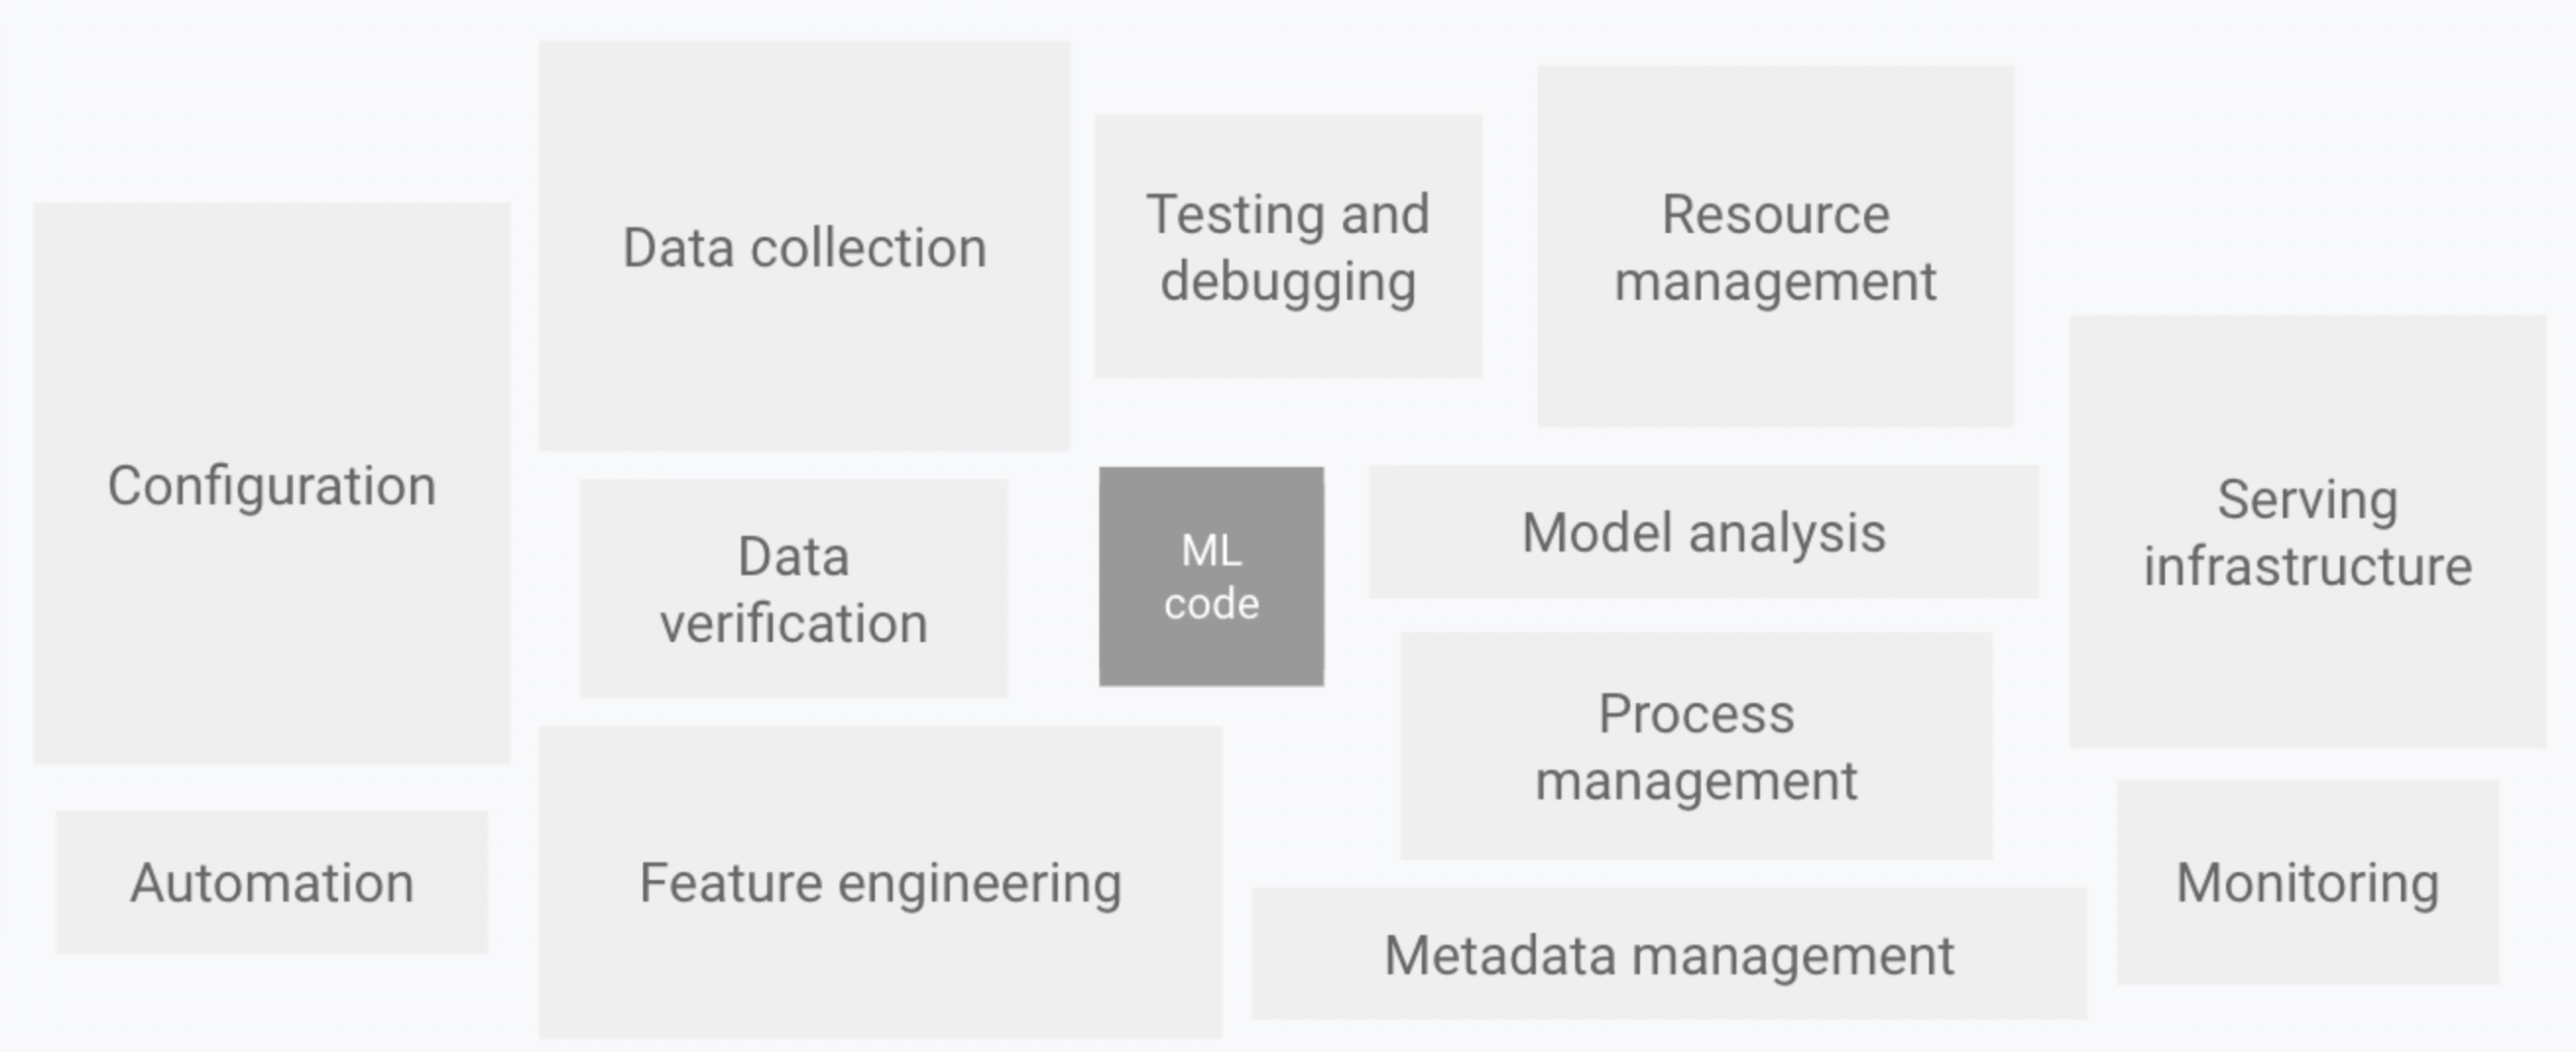 Data collection
Testing and
debugging
Resource
management
Configuration
Data
verification
ML
code
Model analysis
Serving
infrastructure
Process
management
Automation
Feature engineering
Metadata management
Monitoring